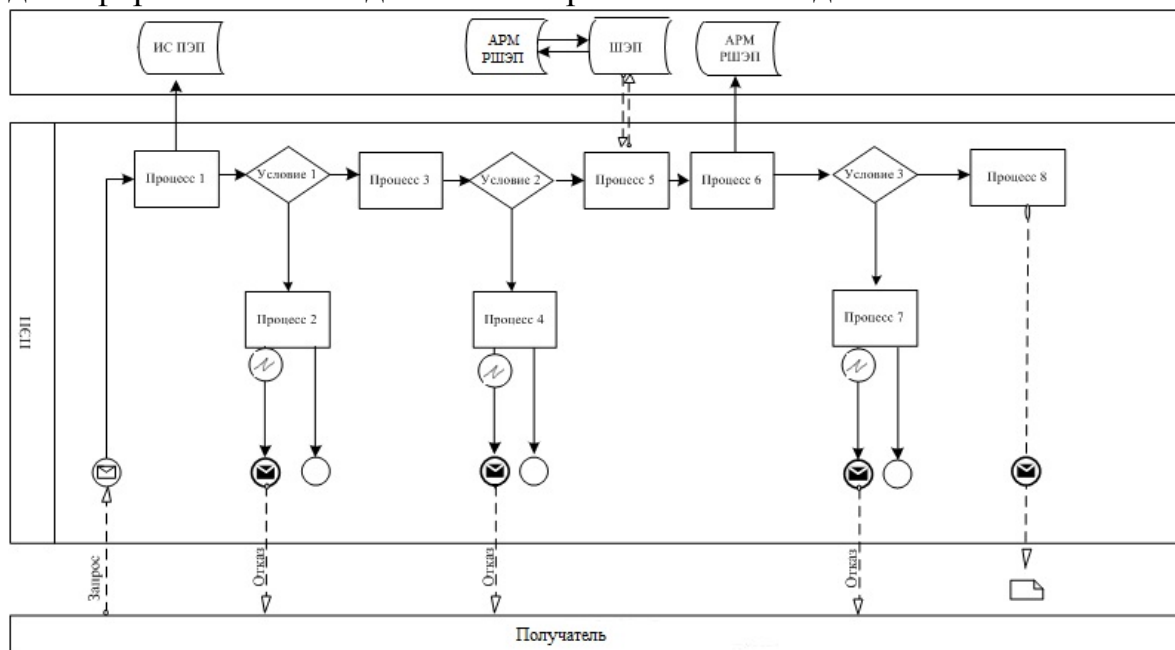 ИС ПЭП
АРМ
РШЭП
ШЭП
АРМ
РШЭП
ПЭП
Процесс 1
Условие 1
Процесс 3
Условие 2
Процесс 5
Процесс 6
Условие 3
Процесс 8
Процесс 2
Процесс 4
Процесс 7
Запрос
Отказ
Отказ
Отказ
Получатель